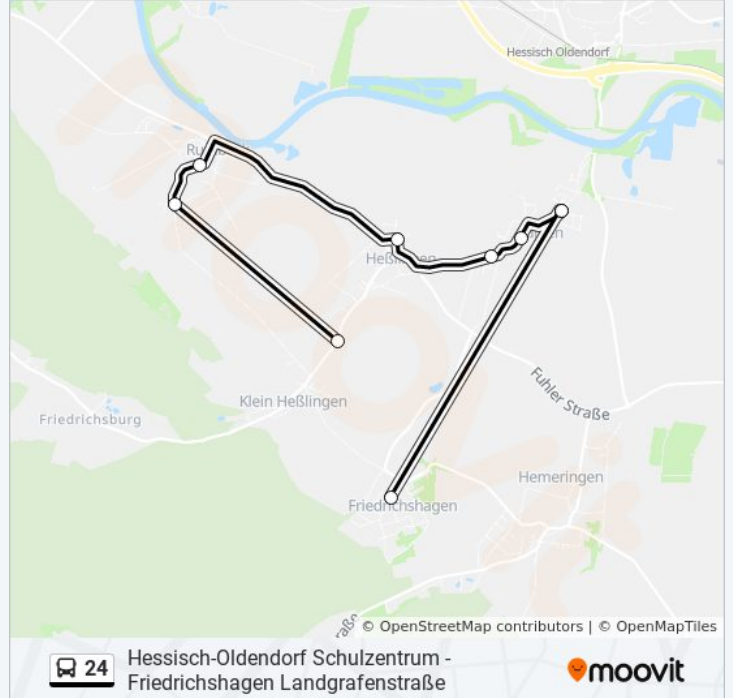 Hessisch Oldendorf
Heßlingen
Fuhler Straße
Klein Heßlingen
Friedrichsburg
Hemeringen
Friedrichshagen
© OpenStreetMap contributors | © OpenMapTiles
24
Hessisch-Oldendorf Schulzentrum -
Friedrichshagen Landgrafenstraße
moovit